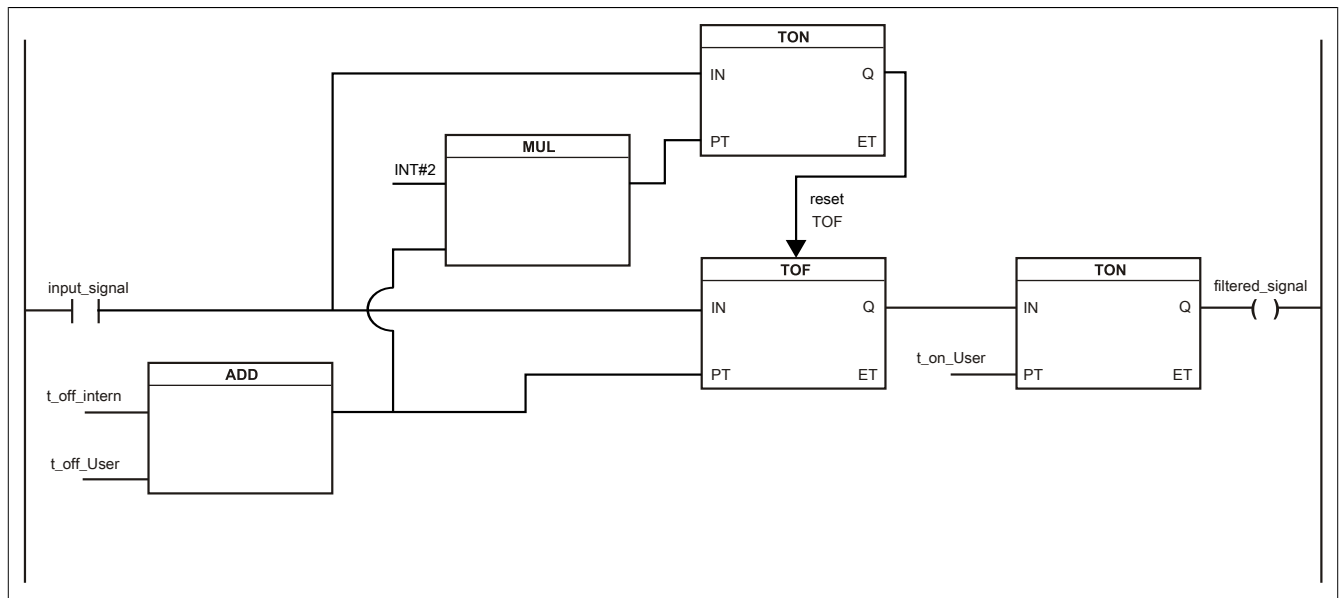 TON
IN Q
PT ET
MUL
INT#2
reset
TOF
input_signal
TOF
IN Q
PT ET
TON
IN Q
t_on_User
PT ET
filtered_signal
ADD
t_off_intern
t_off_User